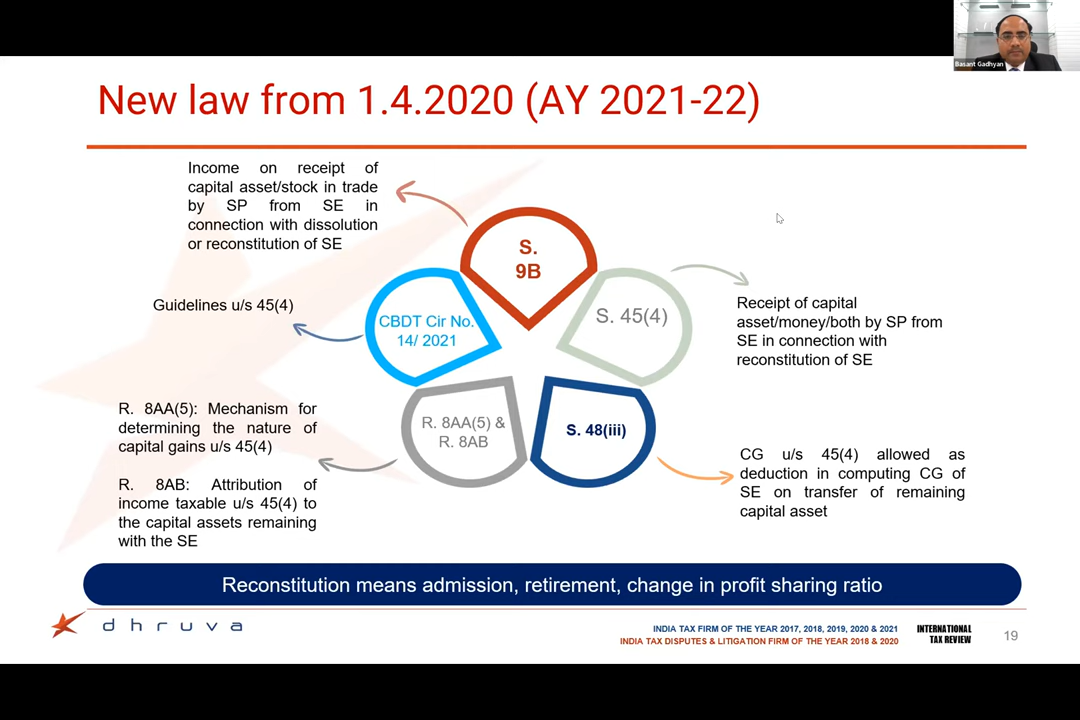 Basant Gadhyan
New law from 1.4.2020 (AY 2021-22)
Income on receipt of
capital asset/stock in trade
by SP from SE in
connection with dissolution
or reconstitution of SE
S.
9B
Guidelines u/s 45(4)
CBDT Cir No.
14/ 2021
S. 45(4)
Receipt of capital
asset/money/both by SP from
SE in connection with
reconstitution of SE
R. 8AA(5): Mechanism for
determining the nature of
capital gains u/s 45(4)
R. 8AB: Attribution of
income taxable u/s 45(4) to
the capital assets remaining
with the SE
R. 8AA(5) &
R. 8AB
S. 48(iii)
CG u/s 45(4) allowed as
deduction in computing CG of
SE on transfer of remaining
capital asset
Reconstitution means admission, retirement, change in profit sharing ratio
dhruva
INDIA TAX FIRM OF THE YEAR 2017, 2018, 2019, 2020 & 2021
INDIA TAX DISPUTES & LITIGATION FIRM OF THE YEAR 2018 & 2020
INTERNATIONAL
TAX REVIEW
19